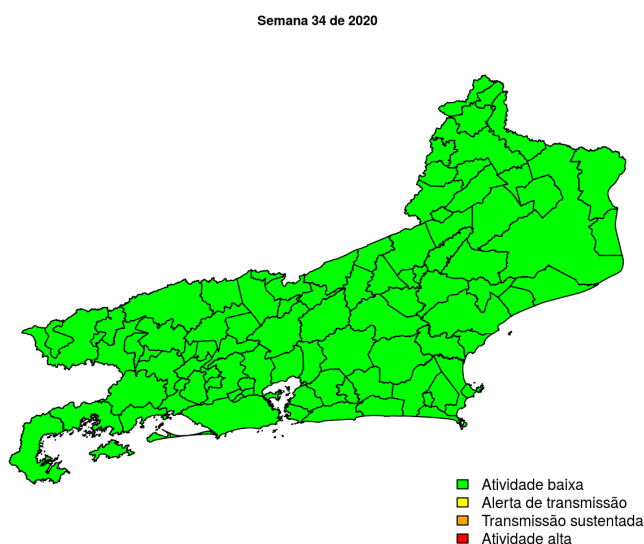 Semana 34 de 2020
Atividade baixa
Alerta de transmissão
Transmissão sustentada
Atividade alta